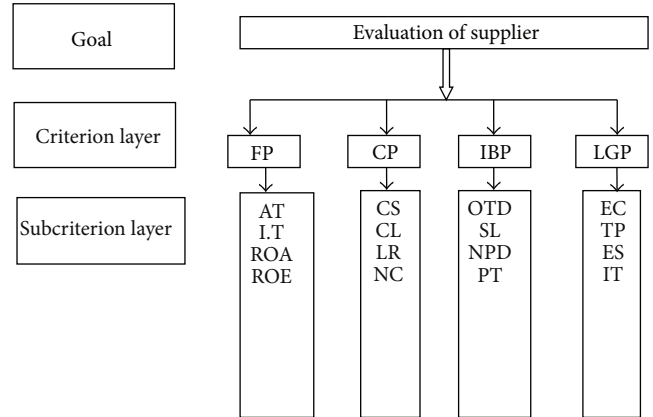 Goal
Evaluation of supplier
Criterion layer
FP
CP
IBP
LGP
Subcriterion layer
AT
I.T
ROA
ROE
CS
CL
LR
NC
OTD
SL
NPD
PT
EC
TP
ES
IT